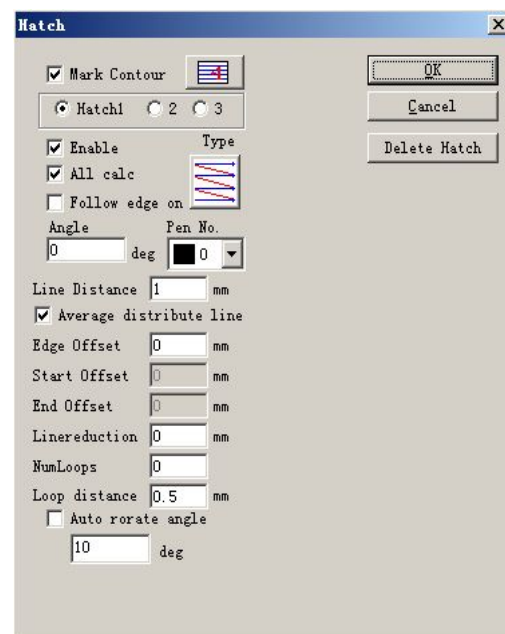 Hatch
Mark Contour
OK
Hatch1 2 3
Cancel
Enable Type
Delete Hatch
All calc
Follow edge on
Angle Pen No.
0 deg 0
Line Distance 1 mm
Average distribute line
Edge Offset 0 mm
Start Offset 0 mm
End Offset 0 mm
Linereduction 0 mm
NumLoops 0
Loop distance 0.5 mm
Auto rorate angle
10 deg